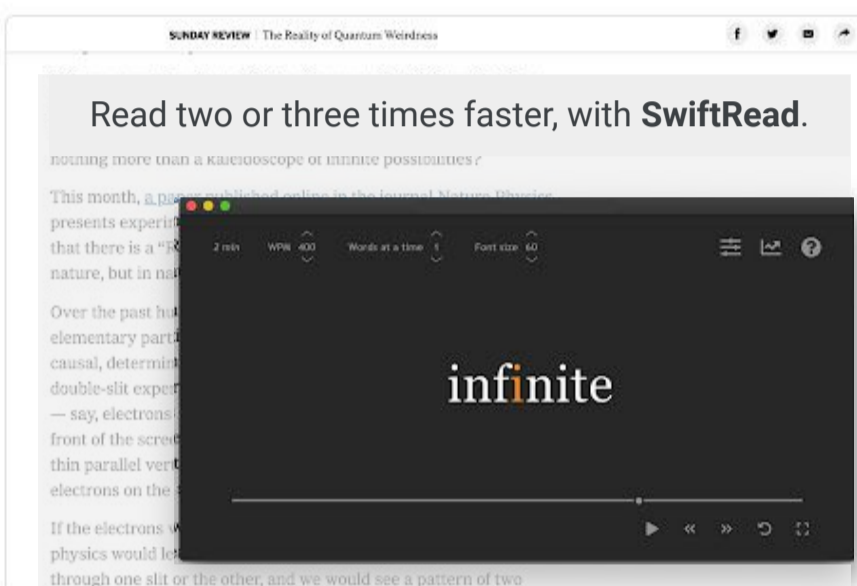 SUNDAY REVIEW | The Reality of Quantum Weirdness
Read two or three times faster, with SwiftRead.
nothing more than a kaleidoscope of infinite possibilities?
This month, a paper published online in the journal Nature Physics
presents experim
that there is a "R
nature, but in na
Over the past hu
elementary parti
causal, determin
double-slit exper
— say, electrons
front of the scree
thin parallel vert
electrons on the
If the electrons w
physics would le
through one slit or the other, and we would see a pattern of two
2 min WPM 400 Words at a time 1 Font size 60
infinite